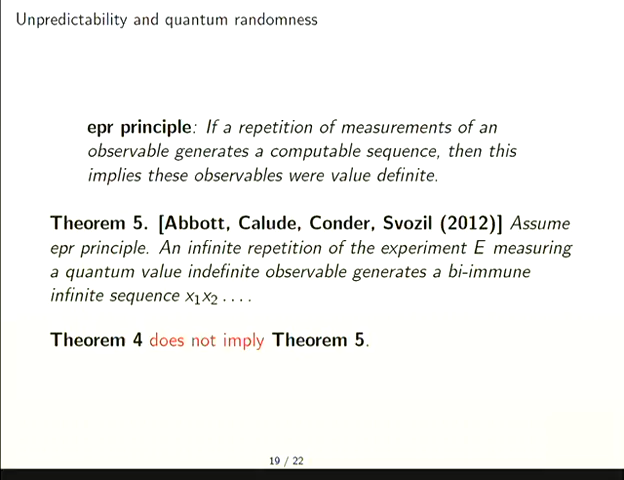 Unpredictability and quantum randomness
epr principle: If a repetition of measurements of an
observable generates a computable sequence, then this
implies these observables were value definite.
Theorem 5. [Abbott, Calude, Conder, Svozil (2012)] Assume
epr principle. An infinite repetition of the experiment E measuring
a quantum value indefinite observable generates a bi-immune
infinite sequence x₁x₂ . . . .
Theorem 4 does not imply Theorem 5.
19 / 22